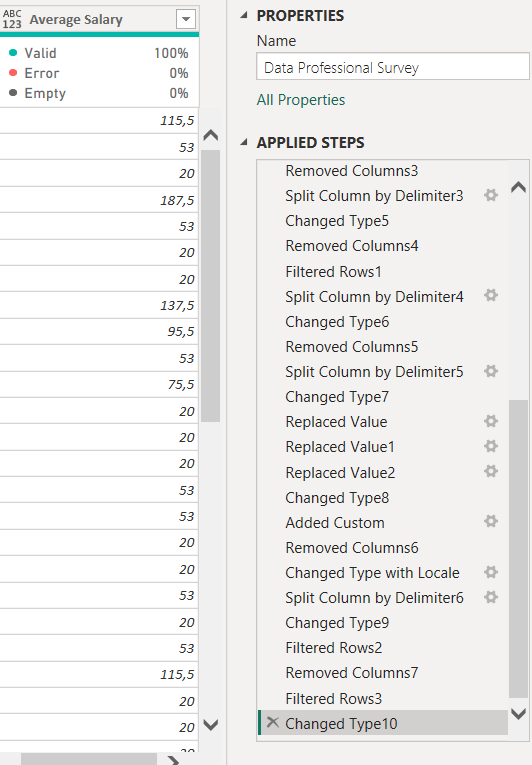 ABC
123
Average Salary
Valid 100%
Error 0%
Empty 0%
115,5
53
20
187,5
53
20
20
137,5
95,5
53
75,5
20
20
20
53
53
20
20
53
20
53
115,5
20
20
20
PROPERTIES
Name
Data Professional Survey
All Properties
APPLIED STEPS
Removed Columns3
Split Column by Delimiter3
Changed Type5
Removed Columns4
Filtered Rows1
Split Column by Delimiter4
Changed Type6
Removed Columns5
Split Column by Delimiter5
Changed Type7
Replaced Value
Replaced Value1
Replaced Value2
Changed Type8
Added Custom
Removed Columns6
Changed Type with Locale
Split Column by Delimiter6
Changed Type9
Filtered Rows2
Removed Columns7
Filtered Rows3
Changed Type10